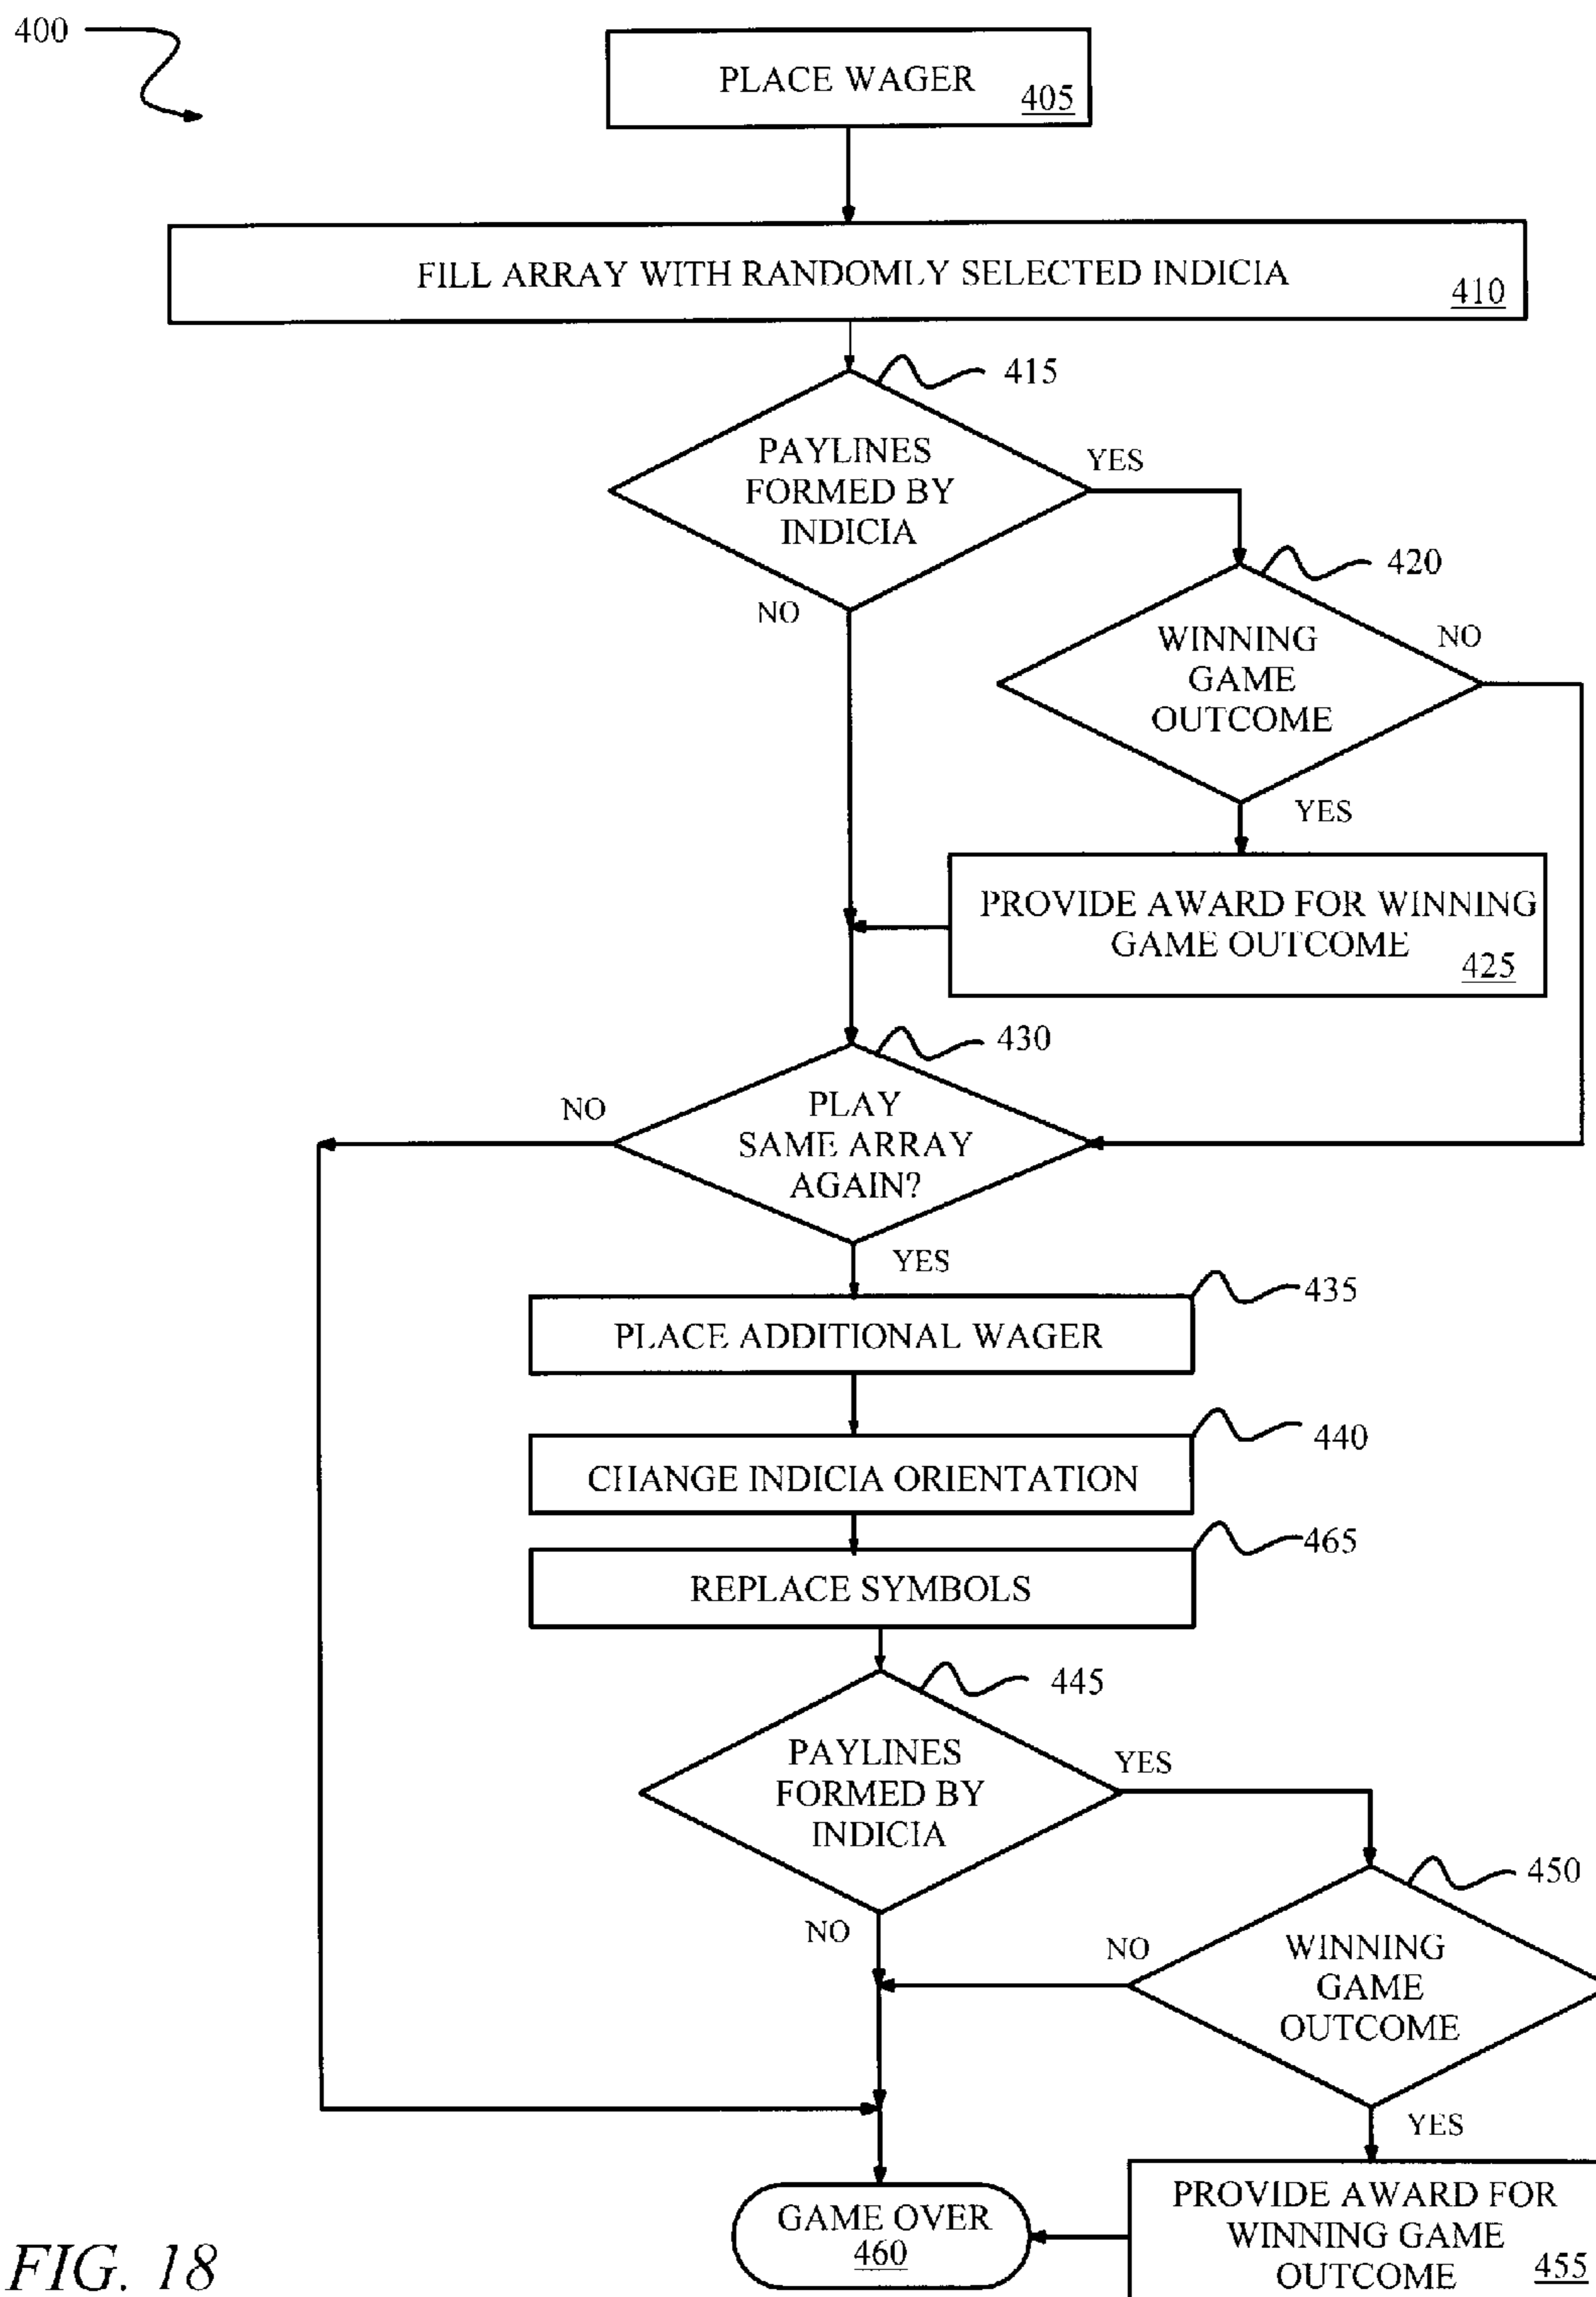 400
PLACE WAGER
405
FILL ARRAY WITH RANDOMLY SELECTED INDICIA
410
415
PAYLINES
FORMED BY
INDICIA
YES
NO
420
WINNING
GAME
OUTCOME
NO
YES
PROVIDE AWARD FOR WINNING
GAME OUTCOME
425
430
PLAY
SAME ARRAY
AGAIN?
NO
YES
435
PLACE ADDITIONAL WAGER
440
CHANGE INDICIA ORIENTATION
465
REPLACE SYMBOLS
445
PAYLINES
FORMED BY
INDICIA
YES
NO
450
WINNING
GAME
OUTCOME
NO
YES
PROVIDE AWARD FOR
WINNING GAME
OUTCOME
455
GAME OVER
460
FIG. 18